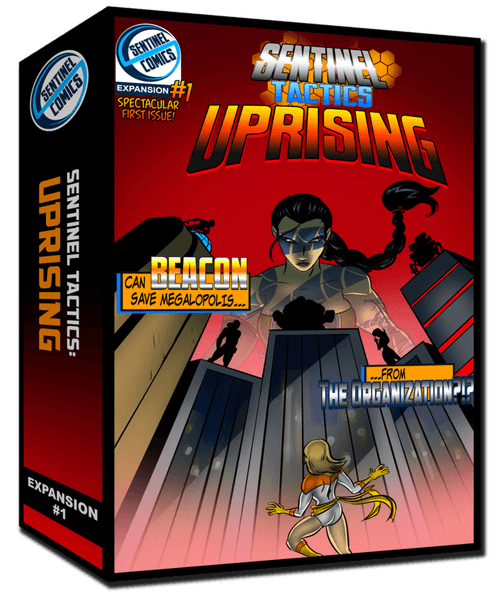 SENTINEL
COMICS
EXPANSION #1
SPECTACULAR
FIRST ISSUE!
SENTINEL
TACTICS
UPRISING
CAN BEACON
SAVE MEGALOPOLIS...
...FROM
THE ORGANIZATION?!?
SENTINEL
COMICS
SENTINEL TACTICS:
UPRISING
EXPANSION
#1